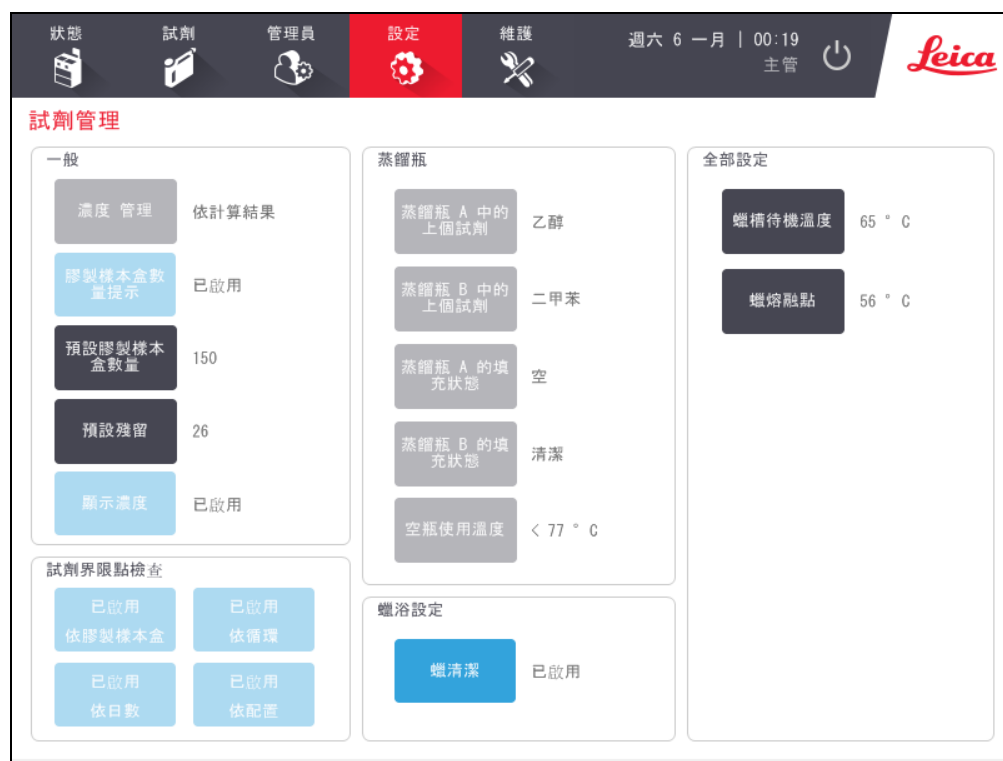 狀態
試劑
管理員
設定
維護
週六 6 一月 | 00:19
主管
Leica
試劑管理
一般
濃度 管理
依計算結果
膠製樣本盒數
量提示
已啟用
預設膠製樣本
盒數量
150
預設殘留
26
顯示濃度
已啟用
試劑界限點檢查
已啟用
依膠製樣本盒
已啟用
依循環
已啟用
依日數
已啟用
依配置
蒸餾瓶
蒸餾瓶 A 中的
上個試劑
乙醇
蒸餾瓶 B 中的
上個試劑
二甲苯
蒸餾瓶 A 的填
充狀態
空
蒸餾瓶 B 的填
充狀態
清潔
空瓶使用溫度
< 77 ° C
蠟浴設定
蠟清潔
已啟用
全部設定
蠟槽待機溫度
65 ° C
蠟熔融點
56 ° C